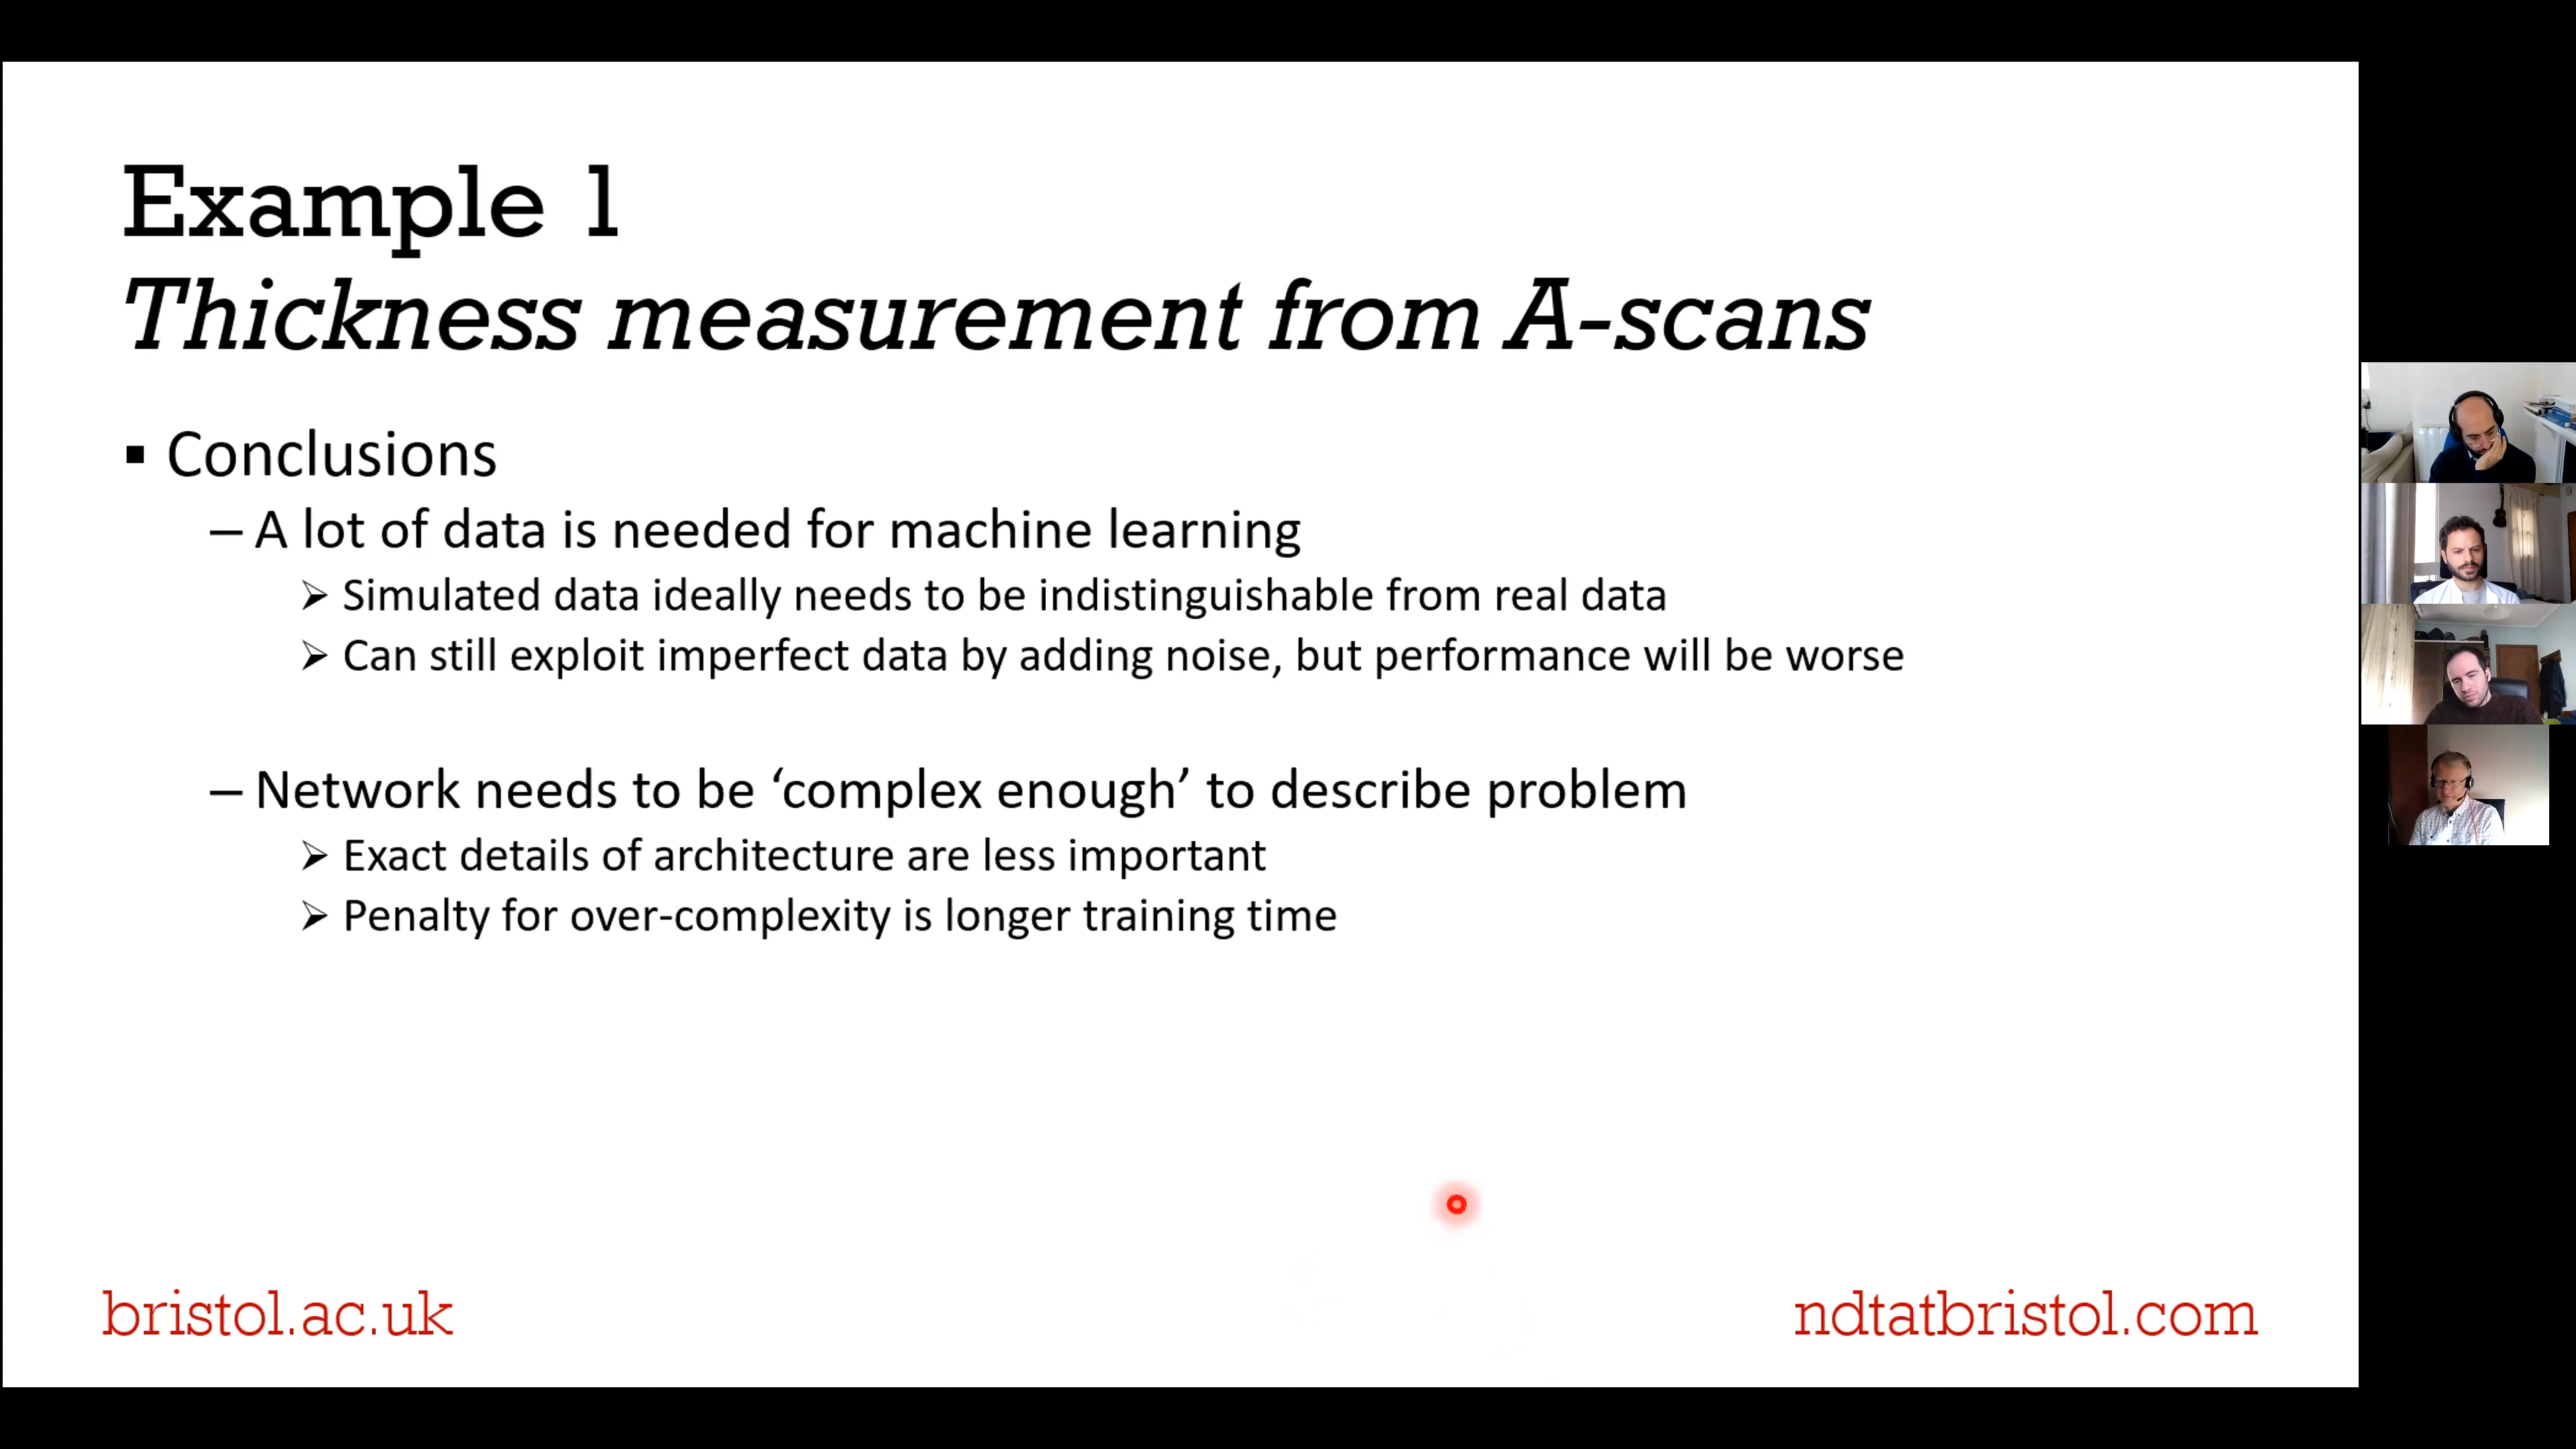 Example 1
Thickness measurement from A-scans
▪ Conclusions
– A lot of data is needed for machine learning
➢ Simulated data ideally needs to be indistinguishable from real data
➢ Can still exploit imperfect data by adding noise, but performance will be worse
– Network needs to be ‘complex enough’ to describe problem
➢ Exact details of architecture are less important
➢ Penalty for over-complexity is longer training time
bristol.ac.uk
ndtatbristol.com